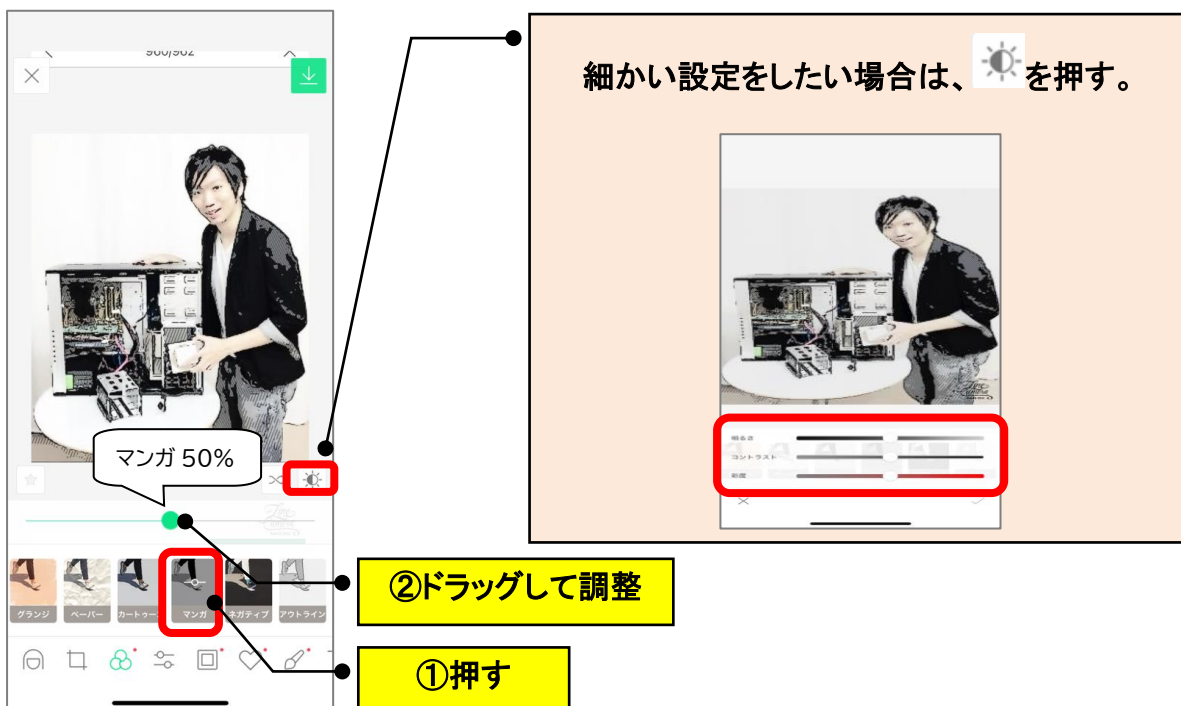 960/962
マンガ 50%
グランジ
ペーパー
カートゥーン
マンガ
ネガティブ
アウトライン
②ドラッグして調整
①押す
細かい設定をしたい場合は、を押す。
明るさ
コントラスト
彩度